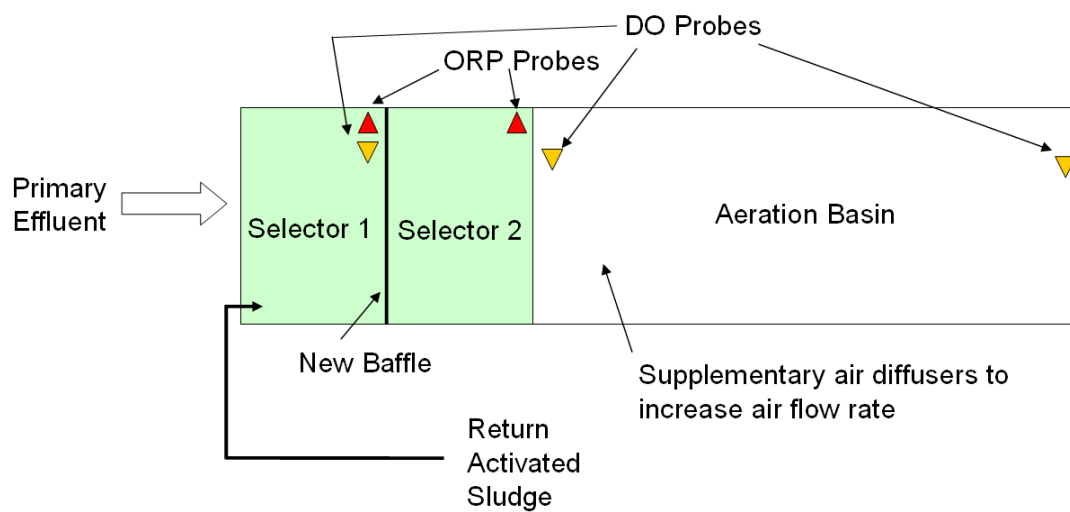 DO Probes
ORP Probes
Primary
Effluent
Selector 1
Selector 2
Aeration Basin
New Baffle
Supplementary air diffusers to
increase air flow rate
Return
Activated
Sludge